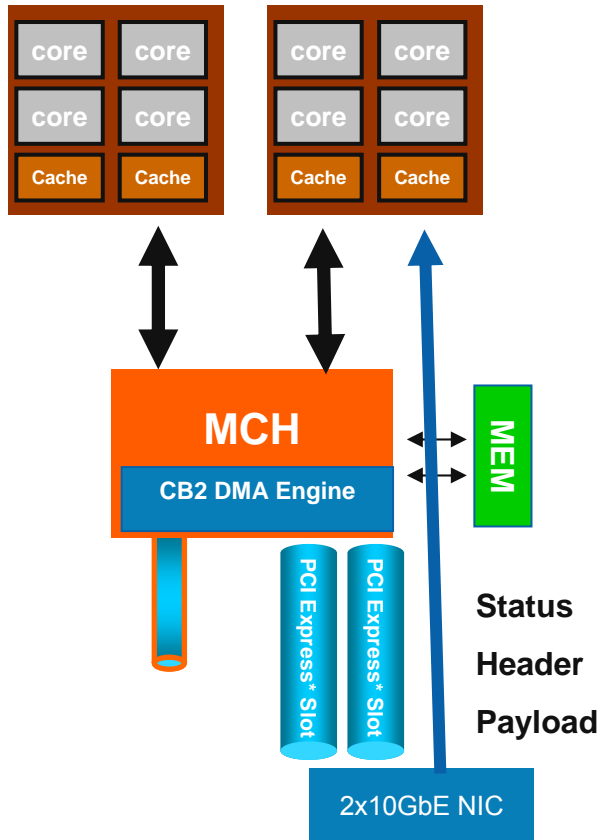 core core core core
core core core core
Cache Cache Cache Cache
MCH
MEM
CB2 DMA Engine
PCI Express* Slot
PCI Express* Slot
Status
Header
Payload
2x10GbE NIC